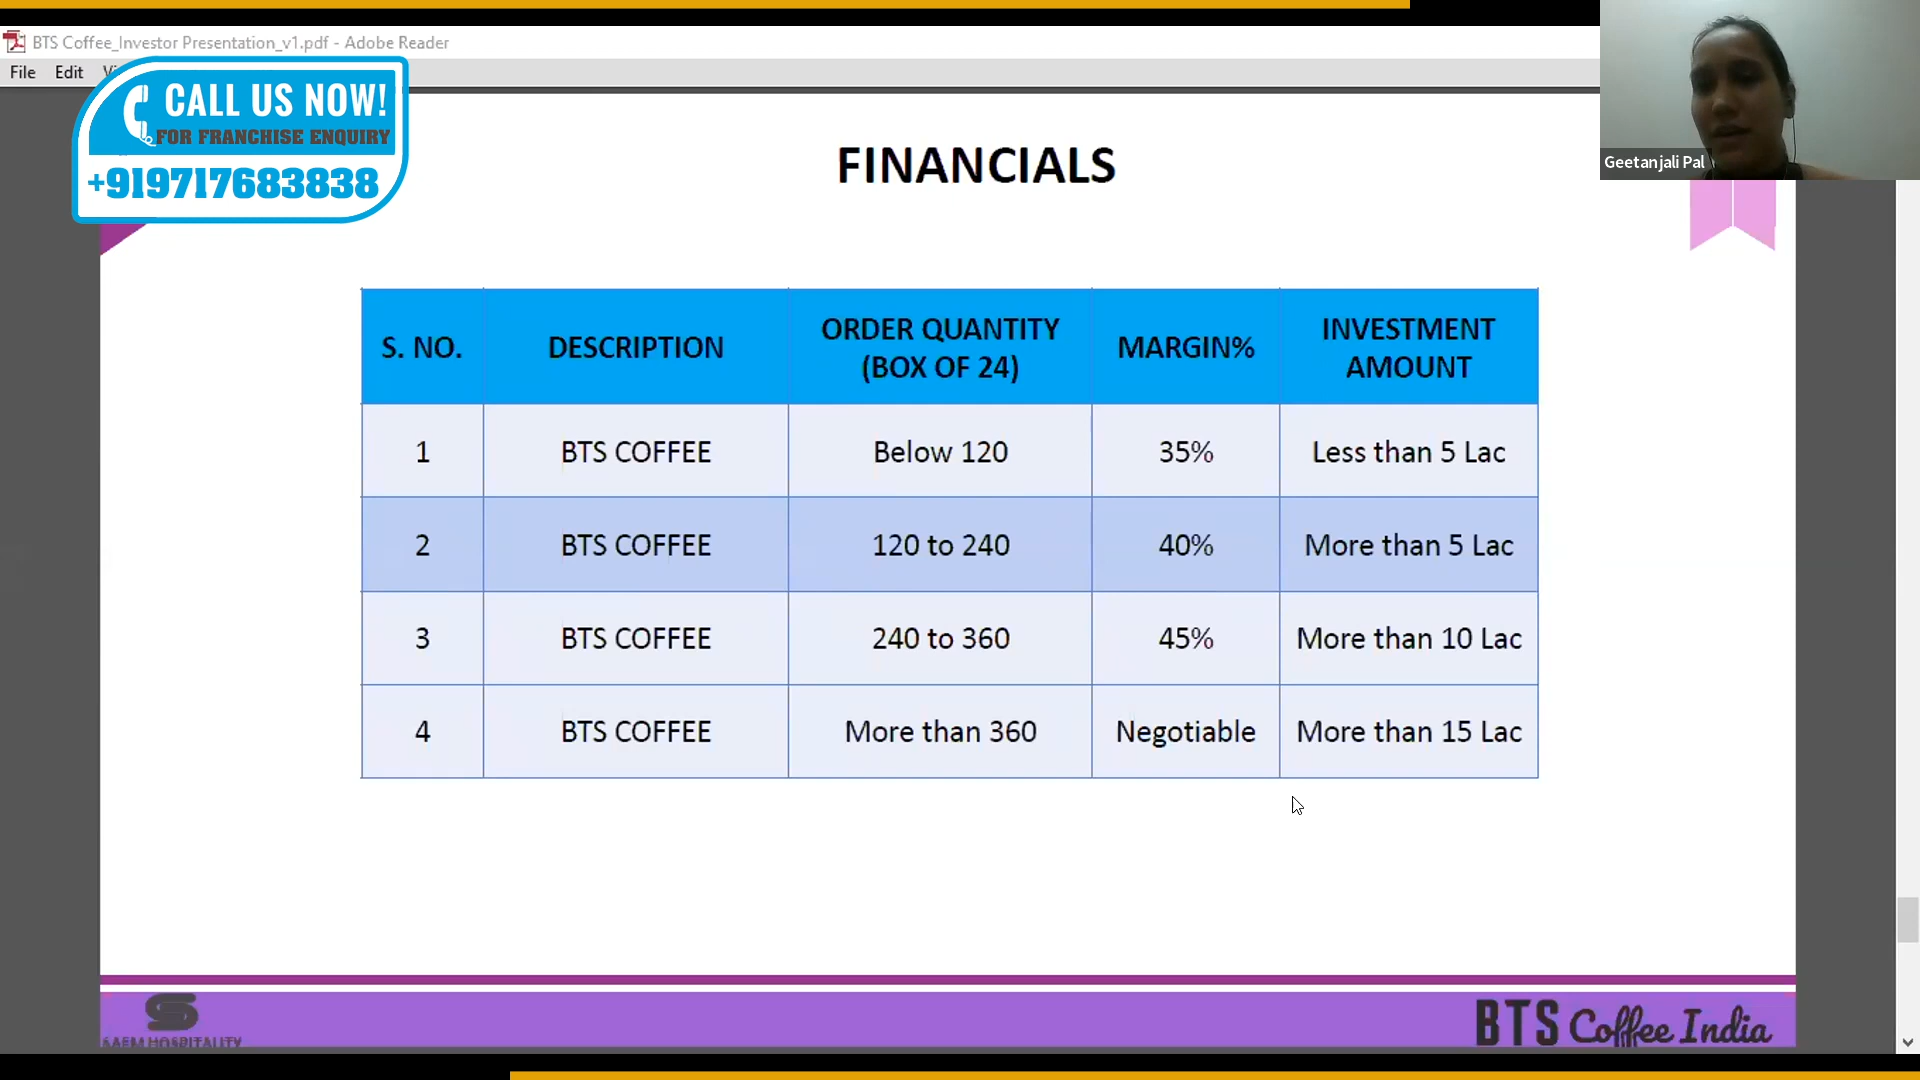 BTS Coffee_Investor Presentation_v1.pdf - Adobe Reader
File Edit
CALL US NOW!
FOR FRANCHISE ENQUIRY
+919717683838
Geetanjali Pal
FINANCIALS
S. NO. DESCRIPTION ORDER QUANTITY (BOX OF 24) MARGIN% INVESTMENT AMOUNT
1 BTS COFFEE Below 120 35% Less than 5 Lac
2 BTS COFFEE 120 to 240 40% More than 5 Lac
3 BTS COFFEE 240 to 360 45% More than 10 Lac
4 BTS COFFEE More than 360 Negotiable More than 15 Lac
HOSPITALITY
BTS Coffee India